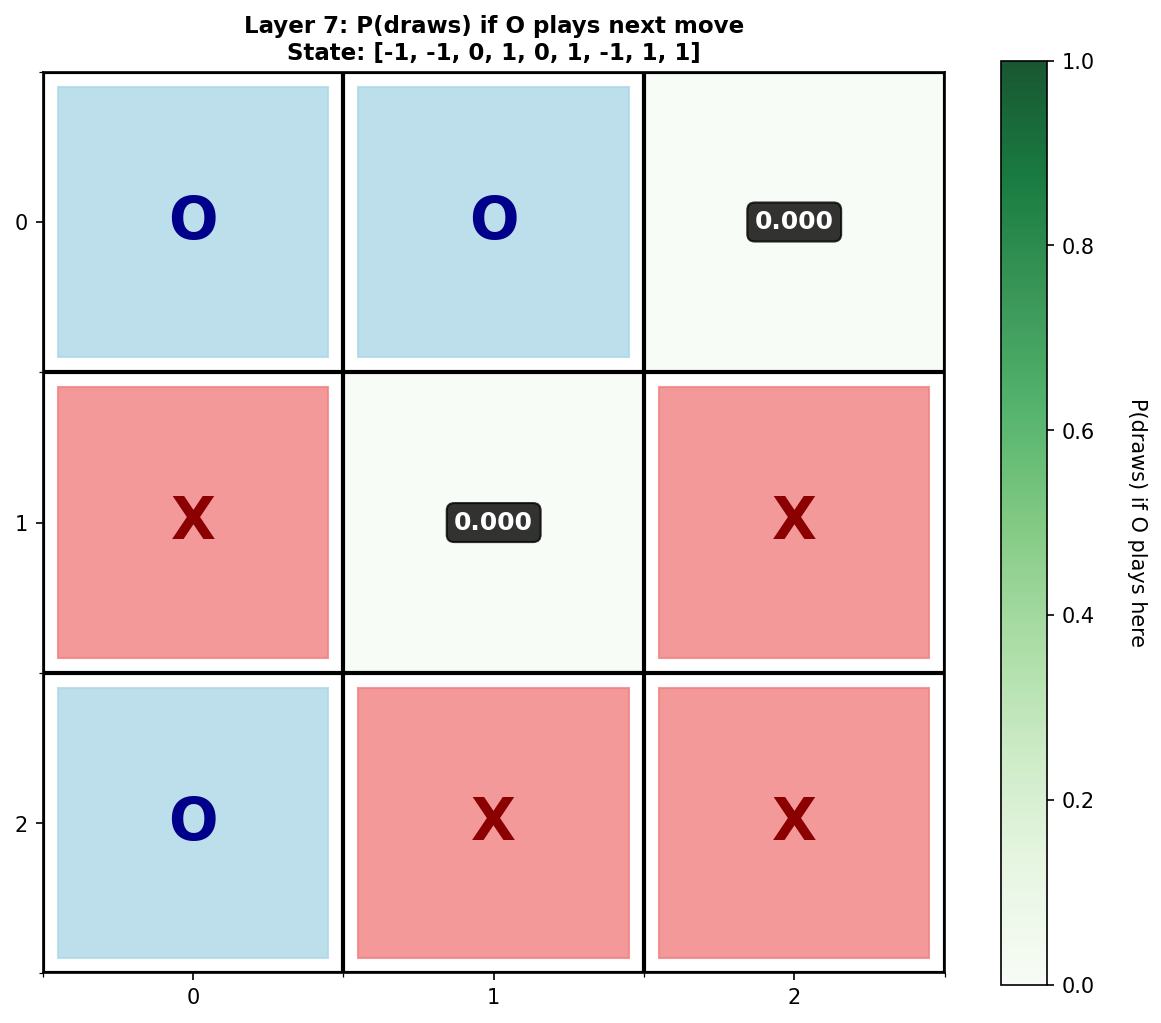 Layer 7: P(draws) if O plays next move
State: [-1, -1, 0, 1, 0, 1, -1, 1, 1]
O
O
0.000
X
0.000
X
O
X
X
0
1
2
0
1
2
1.0
0.8
0.6
0.4
0.2
0.0
P(draws) if O plays here